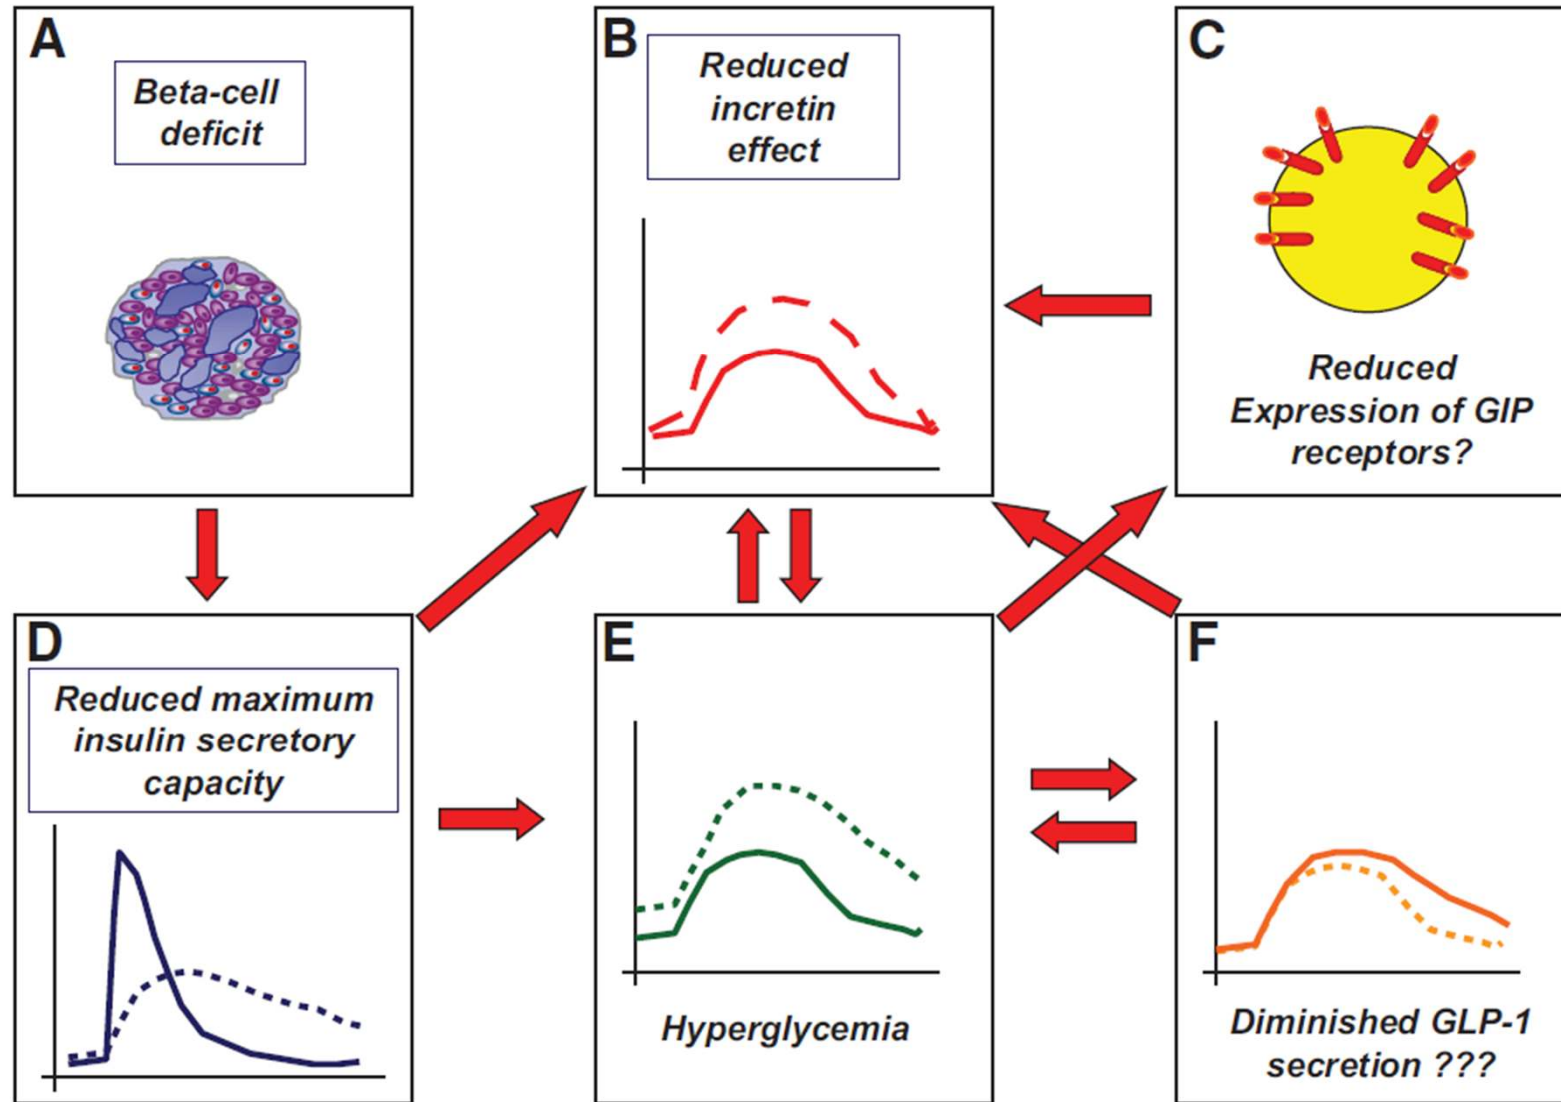 A
Beta-cell
deficit
B
Reduced
incretin
effect
C
Reduced
Expression of GIP
receptors?
D
Reduced maximum
insulin secretory
capacity
E
Hyperglycemia
F
Diminished GLP-1
secretion ???